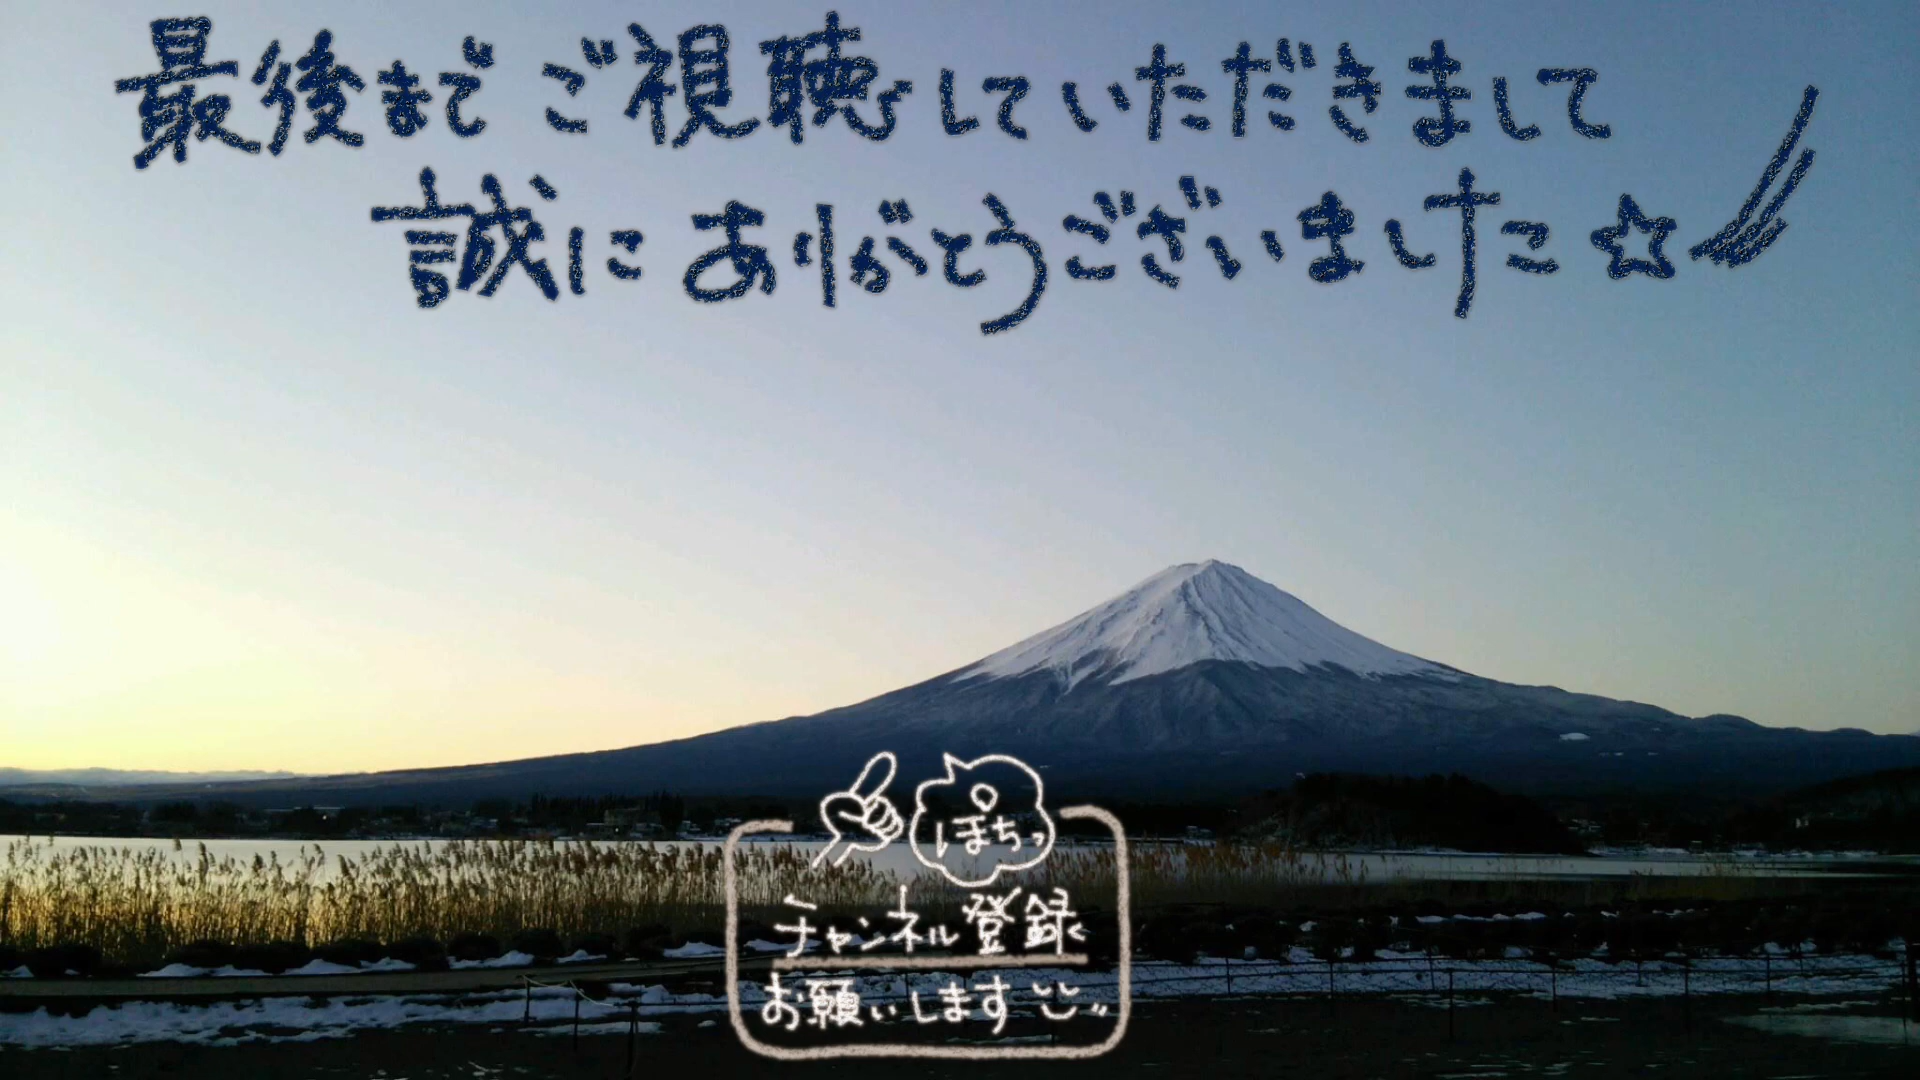 最後までご視聴していただきまして
誠にありがとうございました☆
ぽちっ
チャンネル登録
お願いします